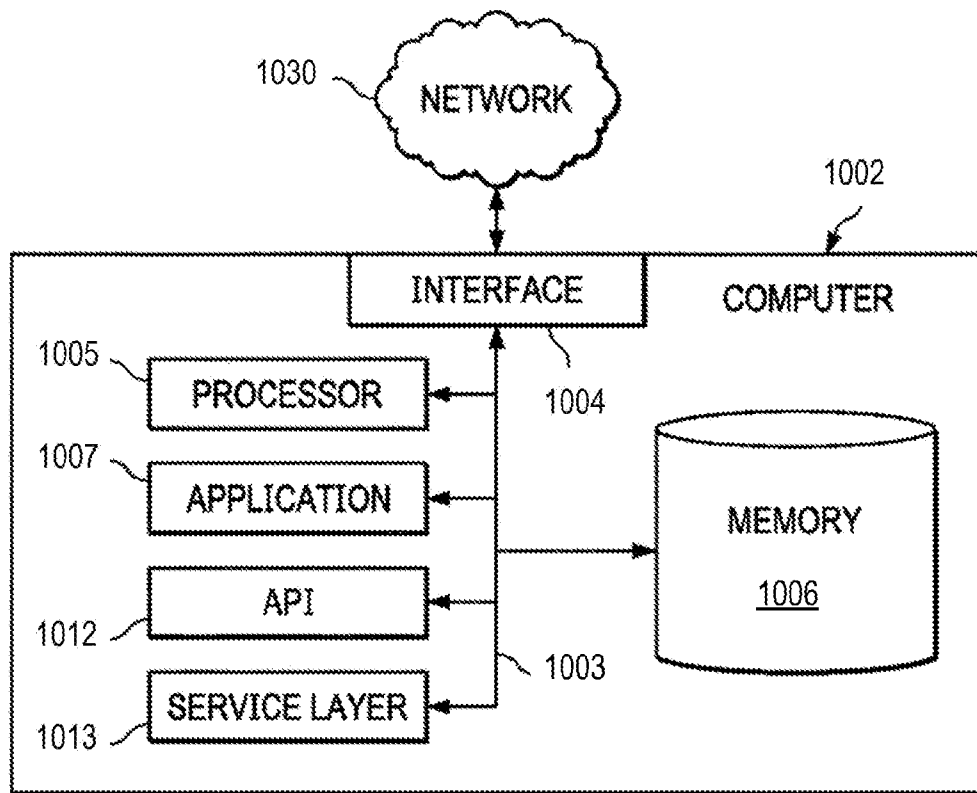 1030
NETWORK
1002
INTERFACE
COMPUTER
1005
PROCESSOR
1004
1007
APPLICATION
MEMORY
1006
API
1012
1003
SERVICE LAYER
1013